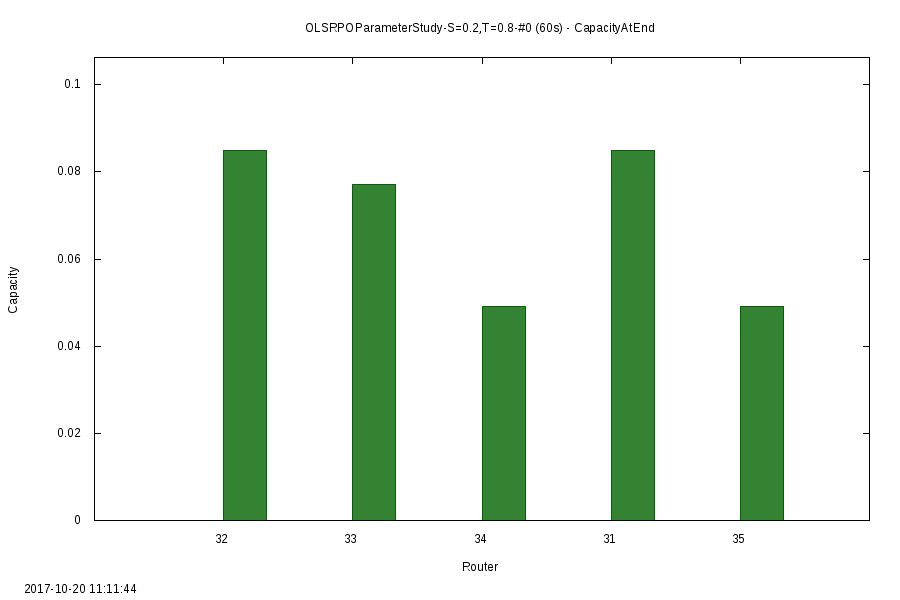 OLSRPOParameterStudy-S=0.2,T=0.8-#0 (60s) - CapacityAtEnd
0.1
0.08
0.06
0.04
0.02
0
Capacity
32 33 34 31 35
Router
2017-10-20 11:11:44